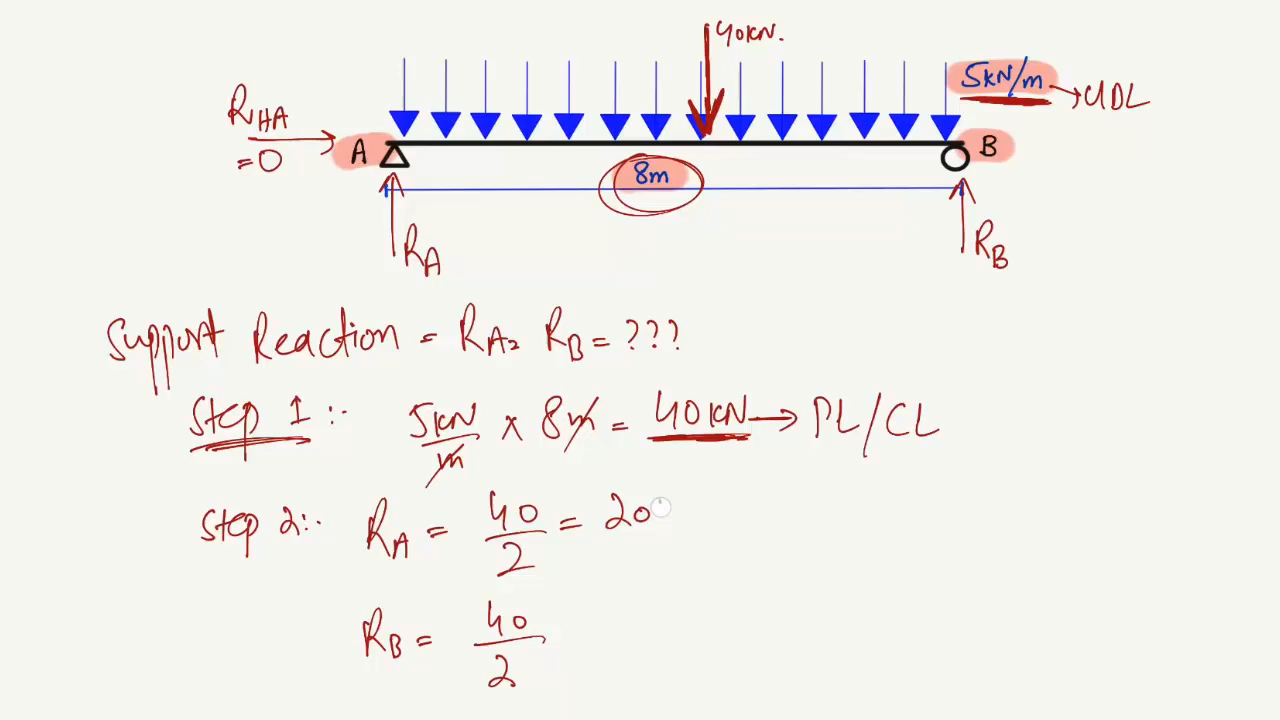 40KN.
5KN/m → UDL
RHA
= 0
A
B
8m
RA
RB
Support Reaction = RA, RB = ???
Step 1 :- 5KN/m × 8m = 40KN → PL/CL
Step 2 :- RA = 40/2 = 20
RB = 40/2